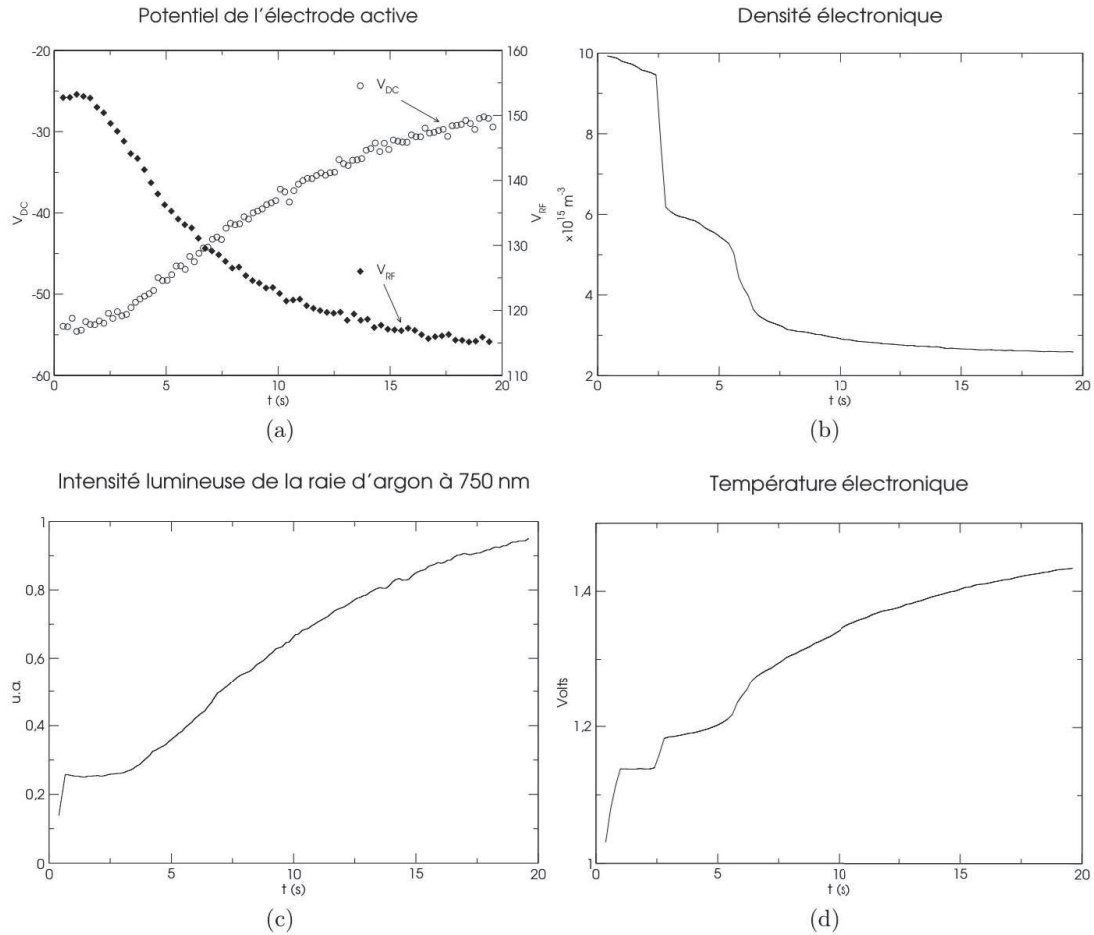 Potentiel de l'électrode active
-20
-30
-40
-50
-60
V_DC
160
150
140
130
120
110
V_RF
V_DC
V_RF
0 5 10 15 20
t (s)
(a)
Densité électronique
10
8
6
4
2
×10^15 m^-3
0 5 10 15 20
t (s)
(b)
Intensité lumineuse de la raie d'argon à 750 nm
1
0,8
0,6
0,4
0,2
0
u.a.
0 5 10 15 20
t (s)
(c)
Température électronique
1,4
1,2
1
Volts
0 5 10 15 20
t (s)
(d)